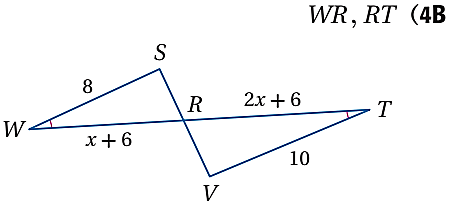 WR, RT (4B
S
8
R
2x + 6
W
T
x + 6
10
V